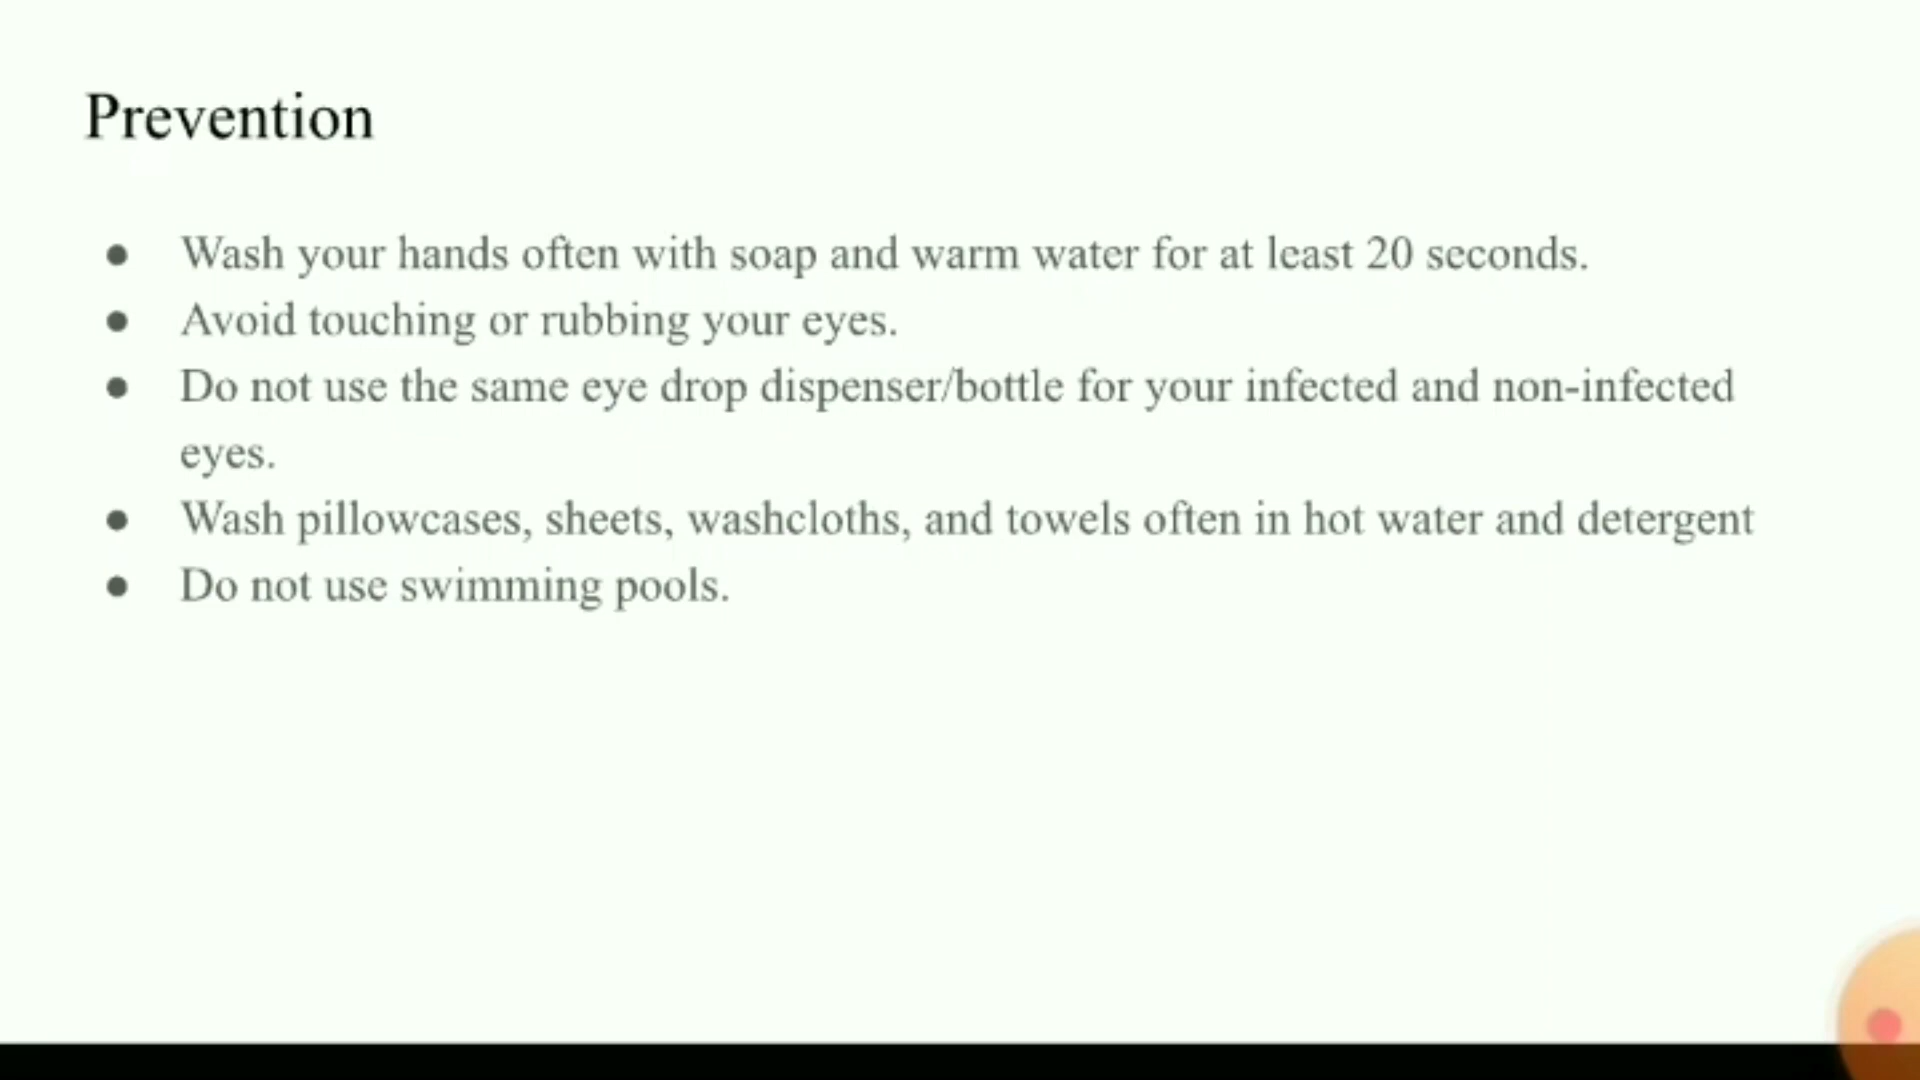 Prevention
● Wash your hands often with soap and warm water for at least 20 seconds.
● Avoid touching or rubbing your eyes.
● Do not use the same eye drop dispenser/bottle for your infected and non-infected
eyes.
● Wash pillowcases, sheets, washcloths, and towels often in hot water and detergent
● Do not use swimming pools.